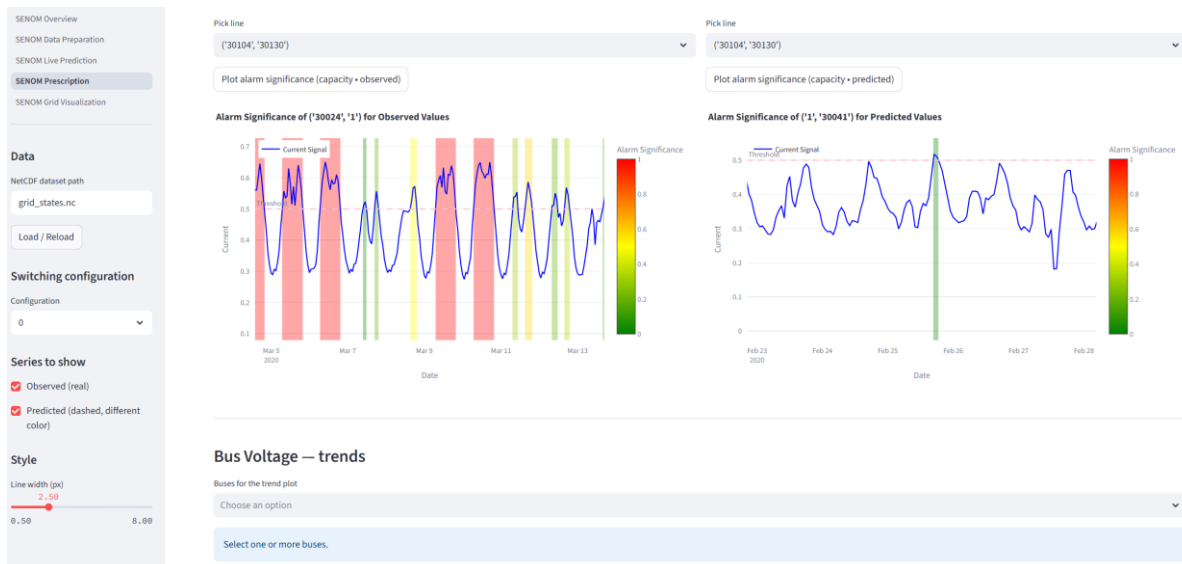 SENOM Overview
SENOM Data Preparation
SENOM Live Prediction
SENOM Prescription
SENOM Grid Visualization
Data
NetCDF dataset path
grid_states.nc
Load / Reload
Switching configuration
Configuration
0
Series to show
Observed (real)
Predicted (dashed, different
color)
Style
Line width (px)
2.50
0.50 8.00
Pick line
('30104', '30130')
Plot alarm significance (capacity • observed)
Alarm Significance of ('30024', '1') for Observed Values
Current Signal
Threshold
Alarm Significance
0.7
0.6
0.5
0.4
0.3
0.2
0.1
Current
1
0.8
0.6
0.4
0.2
0
Mar 5 Mar 7 Mar 9 Mar 11 Mar 13
2020
Date
Pick line
('30104', '30130')
Plot alarm significance (capacity • predicted)
Alarm Significance of ('1', '30041') for Predicted Values
Current Signal
Threshold
Alarm Significance
0.5
0.4
0.3
0.2
0.1
0
Current
1
0.8
0.6
0.4
0.2
0
Feb 23 Feb 24 Feb 25 Feb 26 Feb 27 Feb 28
2020
Date
Bus Voltage — trends
Buses for the trend plot
Choose an option
Select one or more buses.